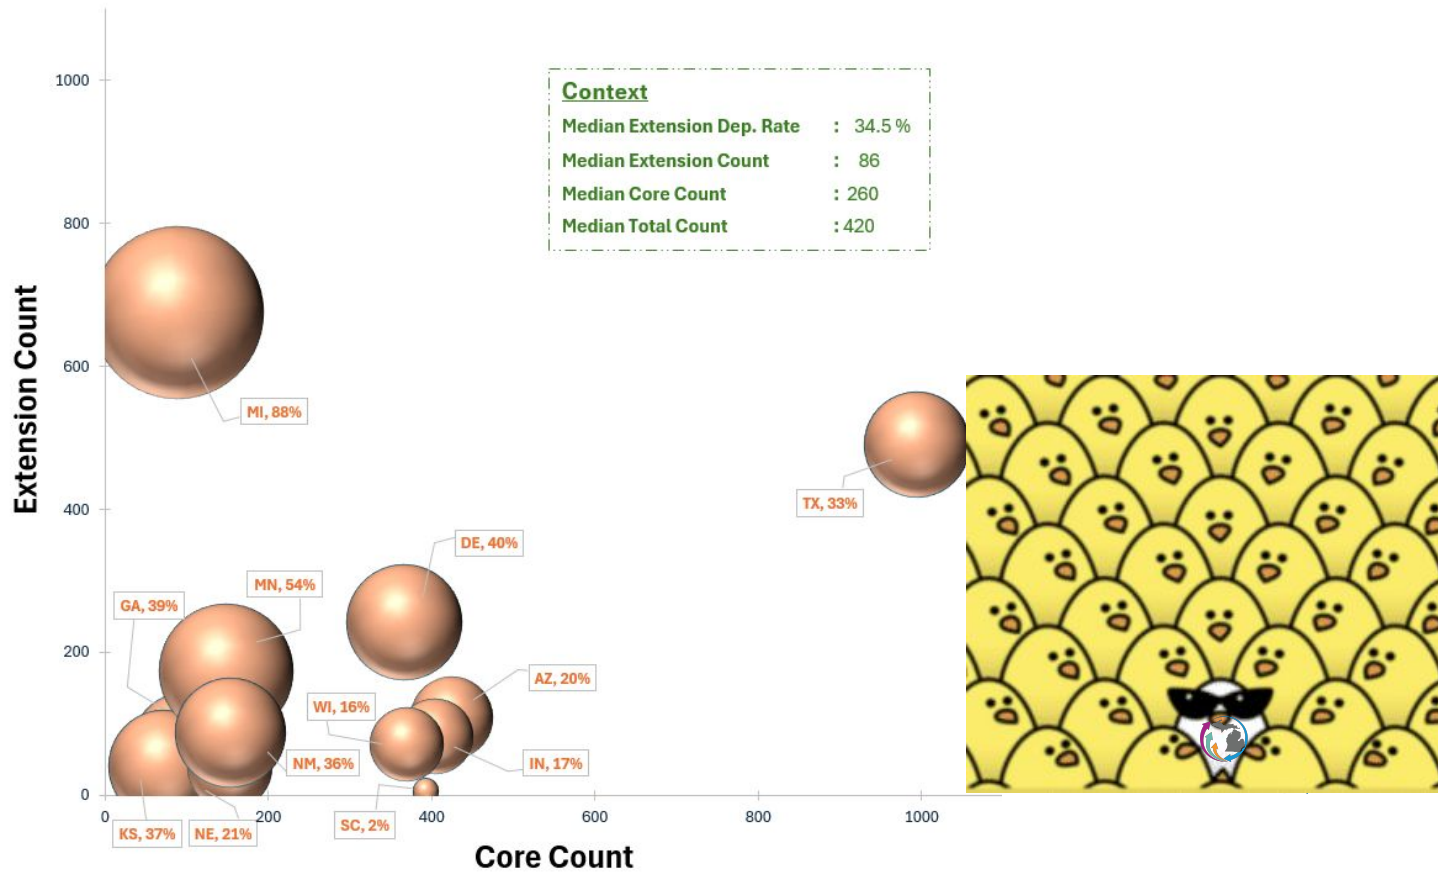 1000
Context
Median Extension Dep. Rate : 34.5 %
Median Extension Count : 86
Median Core Count : 260
Median Total Count : 420
800
Extension Count
600
MI, 88%
TX, 33%
400
DE, 40%
MN, 54%
GA, 39%
200
AZ, 20%
WI, 16%
NM, 36%
IN, 17%
0
0 200 400 600 800 1000
KS, 37%
NE, 21%
SC, 2%
Core Count